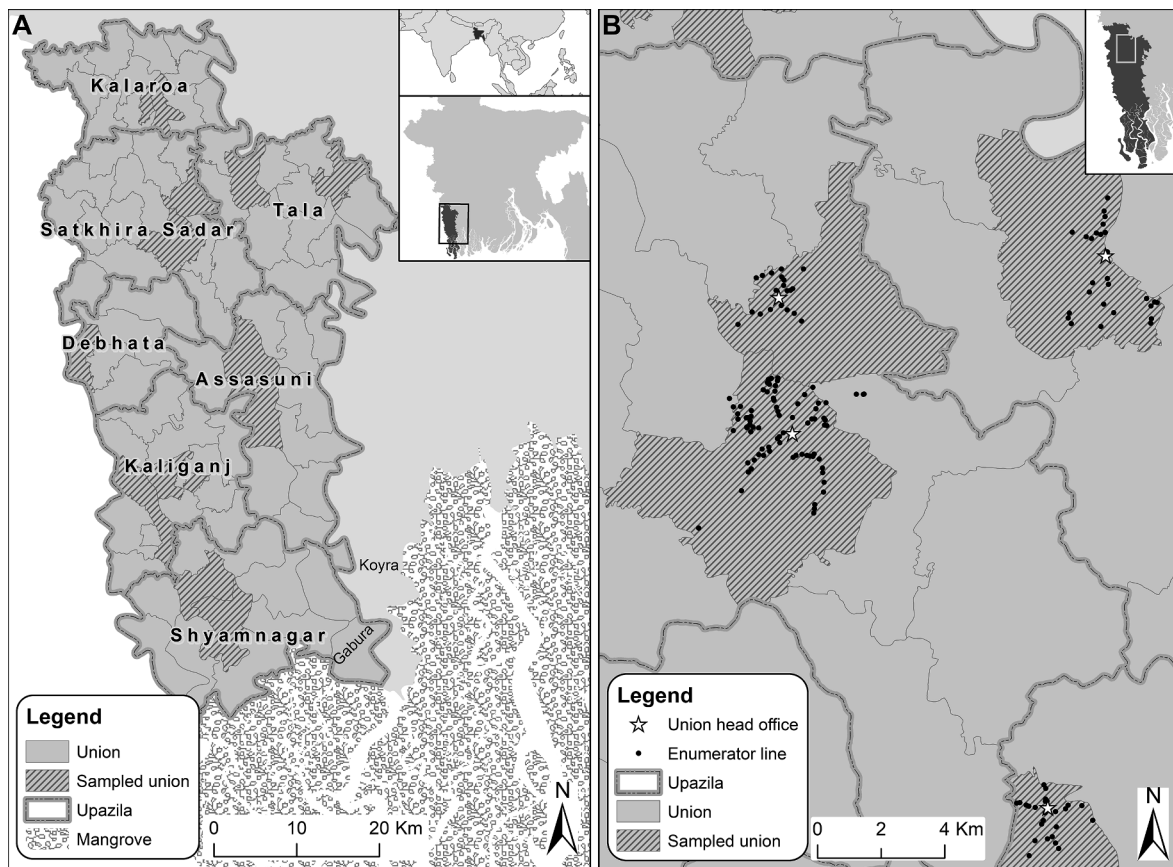 A
Kalaroa
Tala
Satkhira Sadar
Debhata
Assasuni
Kaliganj
Koyra
Shyamnagar
Gabura
Legend
Union
Sampled union
Upazila
Mangrove
0 10 20 Km
N
B
Legend
Union head office
Enumerator line
Upazila
Union
Sampled union
0 2 4 Km
N